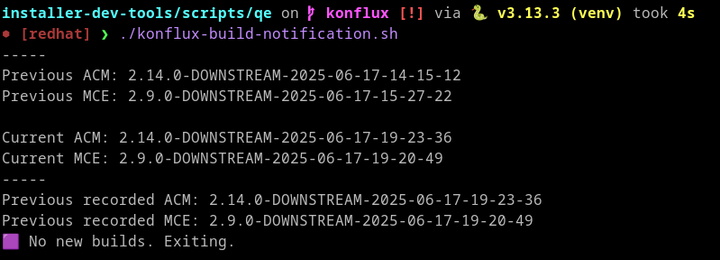 installer-dev-tools/scripts/qe on konflux [!] via 🐍 v3.13.3 (venv) took 4s
[redhat] ❯ ./konflux-build-notification.sh
-----
Previous ACM: 2.14.0-DOWNSTREAM-2025-06-17-14-15-12
Previous MCE: 2.9.0-DOWNSTREAM-2025-06-17-15-27-22

Current ACM: 2.14.0-DOWNSTREAM-2025-06-17-19-23-36
Current MCE: 2.9.0-DOWNSTREAM-2025-06-17-19-20-49
-----
Previous recorded ACM: 2.14.0-DOWNSTREAM-2025-06-17-19-23-36
Previous recorded MCE: 2.9.0-DOWNSTREAM-2025-06-17-19-20-49
🟪 No new builds. Exiting.